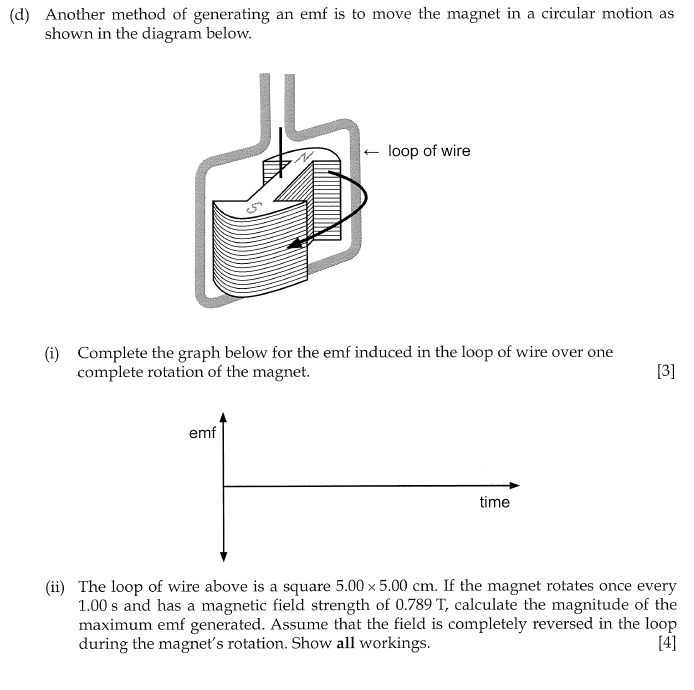 (d) Another method of generating an emf is to move the magnet in a circular motion as
shown in the diagram below.
N
← loop of wire
S
(i) Complete the graph below for the emf induced in the loop of wire over one
complete rotation of the magnet. [3]
emf
time
(ii) The loop of wire above is a square 5.00 × 5.00 cm. If the magnet rotates once every
1.00 s and has a magnetic field strength of 0.789 T, calculate the magnitude of the
maximum emf generated. Assume that the field is completely reversed in the loop
during the magnet's rotation. Show all workings. [4]